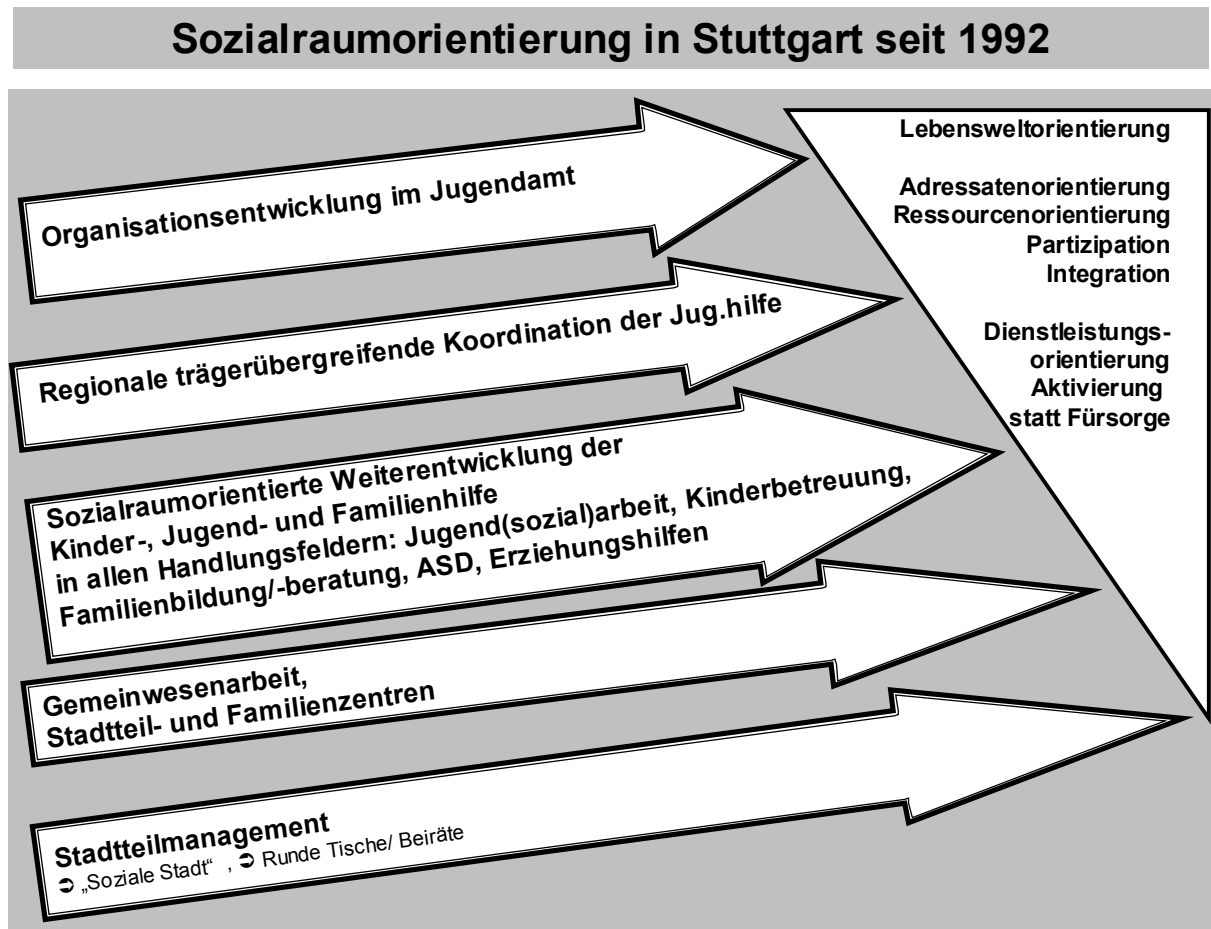 Sozialraumorientierung in Stuttgart seit 1992
Organisationsentwicklung im Jugendamt
Regionale trägerübergreifende Koordination der Jug.hilfe
Sozialraumorientierte Weiterentwicklung der
Kinder-, Jugend- und Familienhilfe
in allen Handlungsfeldern: Jugend(sozial)arbeit, Kinderbetreuung,
Familienbildung/-beratung, ASD, Erziehungshilfen
Gemeinwesenarbeit,
Stadtteil- und Familienzentren
Stadtteilmanagement
➲ „Soziale Stadt“ , ➲ Runde Tische/ Beiräte
Lebensweltorientierung
Adressatenorientierung
Ressourcenorientierung
Partizipation
Integration
Dienstleistungs-
orientierung
Aktivierung
statt Fürsorge